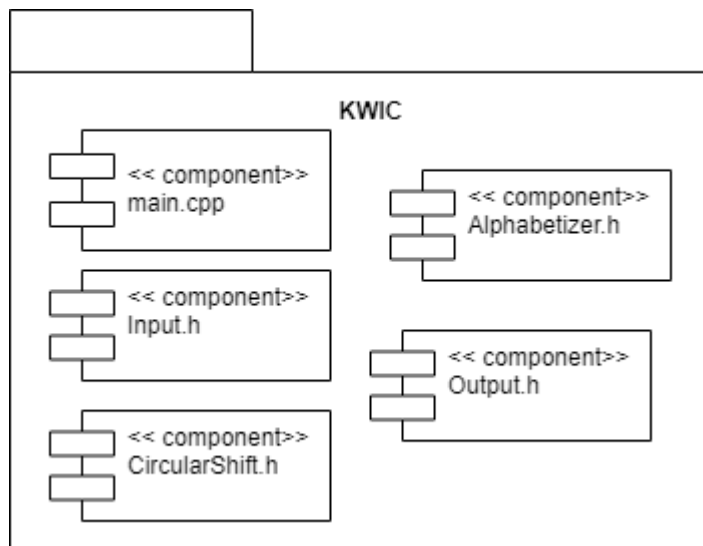 KWIC
<< component>>
main.cpp
<< component>>
Input.h
<< component>>
CircularShift.h
<< component>>
Alphabetizer.h
<< component>>
Output.h